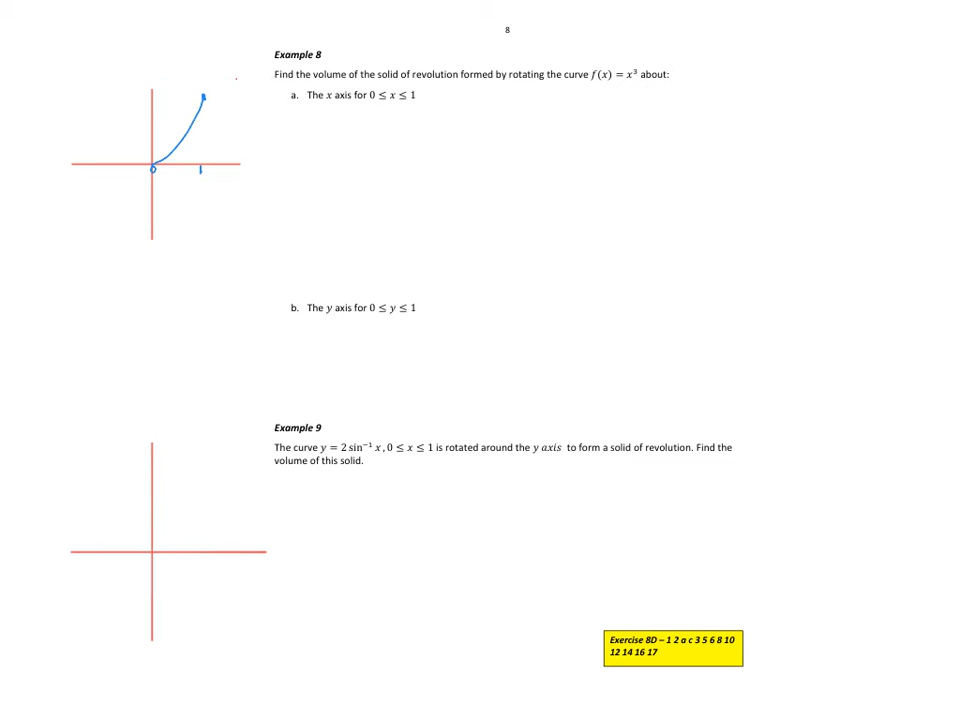 8
Example 8
Find the volume of the solid of revolution formed by rotating the curve f(x) = x³ about:
a. The x axis for 0 ≤ x ≤ 1
0 1
b. The y axis for 0 ≤ y ≤ 1
Example 9
The curve y = 2 sin⁻¹ x , 0 ≤ x ≤ 1 is rotated around the y axis to form a solid of revolution. Find the
volume of this solid.
Exercise 8D – 1 2 a c 3 5 6 8 10
12 14 16 17